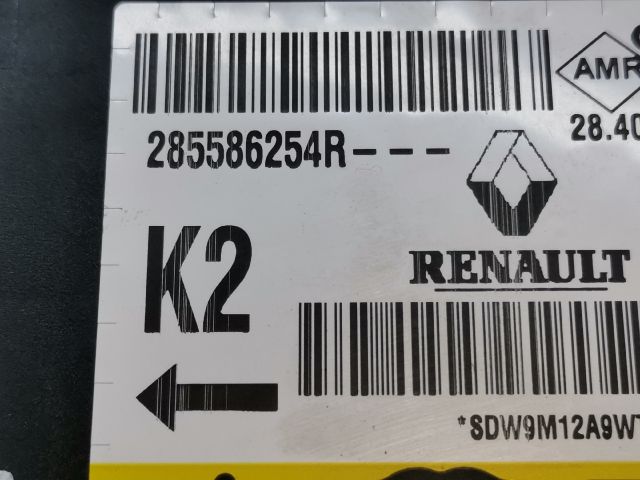 285586254R---
AMR
28.40
K2
RENAULT
*SDW9M12A9W